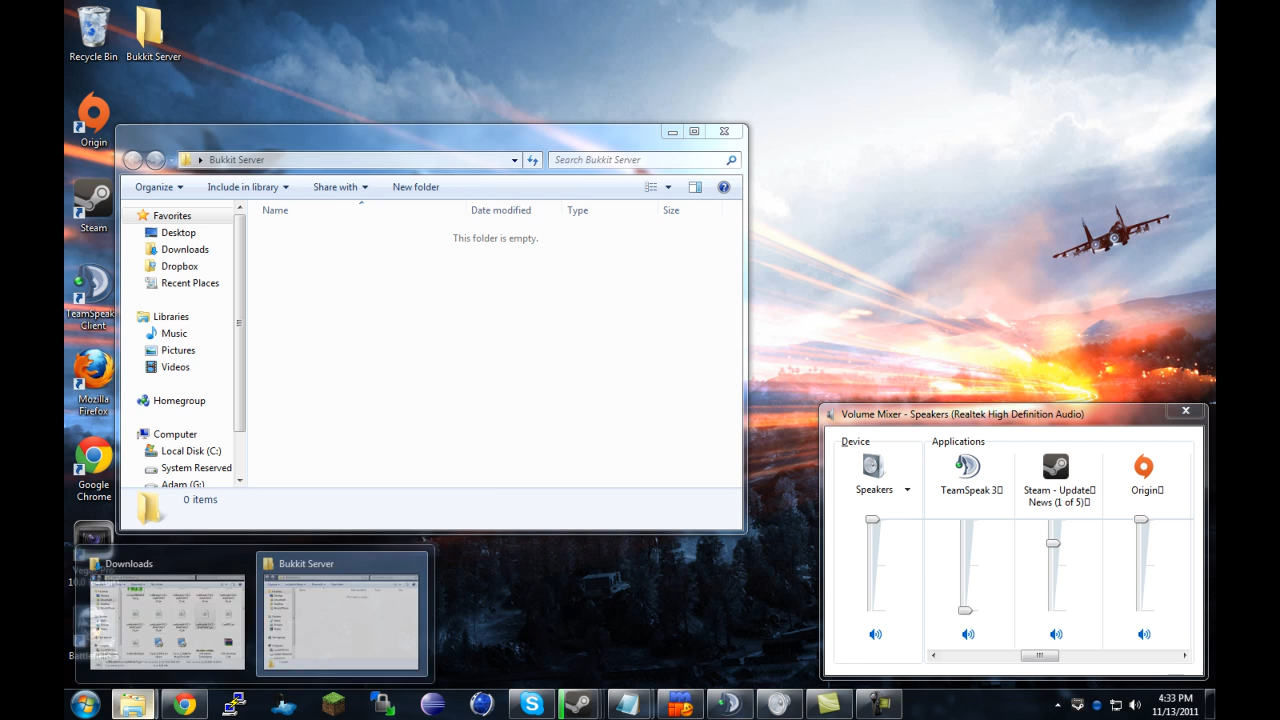 Recycle Bin
Bukkit Server
Origin
Steam
TeamSpeak
Client
Mozilla
Firefox
Google
Chrome
Bukkit Server
Search Bukkit Server
Organize
Include in library
Share with
New folder
Name
Date modified
Type
Size
This folder is empty.
Favorites
Desktop
Downloads
Dropbox
Recent Places
Libraries
Music
Pictures
Videos
Homegroup
Computer
Local Disk (C:)
System Reserved
Adam (G:)
0 items
Volume Mixer - Speakers (Realtek High Definition Audio)
Device
Applications
Speakers
TeamSpeak 3
Steam - Update
News (1 of 5)
Origin
Downloads
Bukkit Server
4:33 PM
11/13/2011